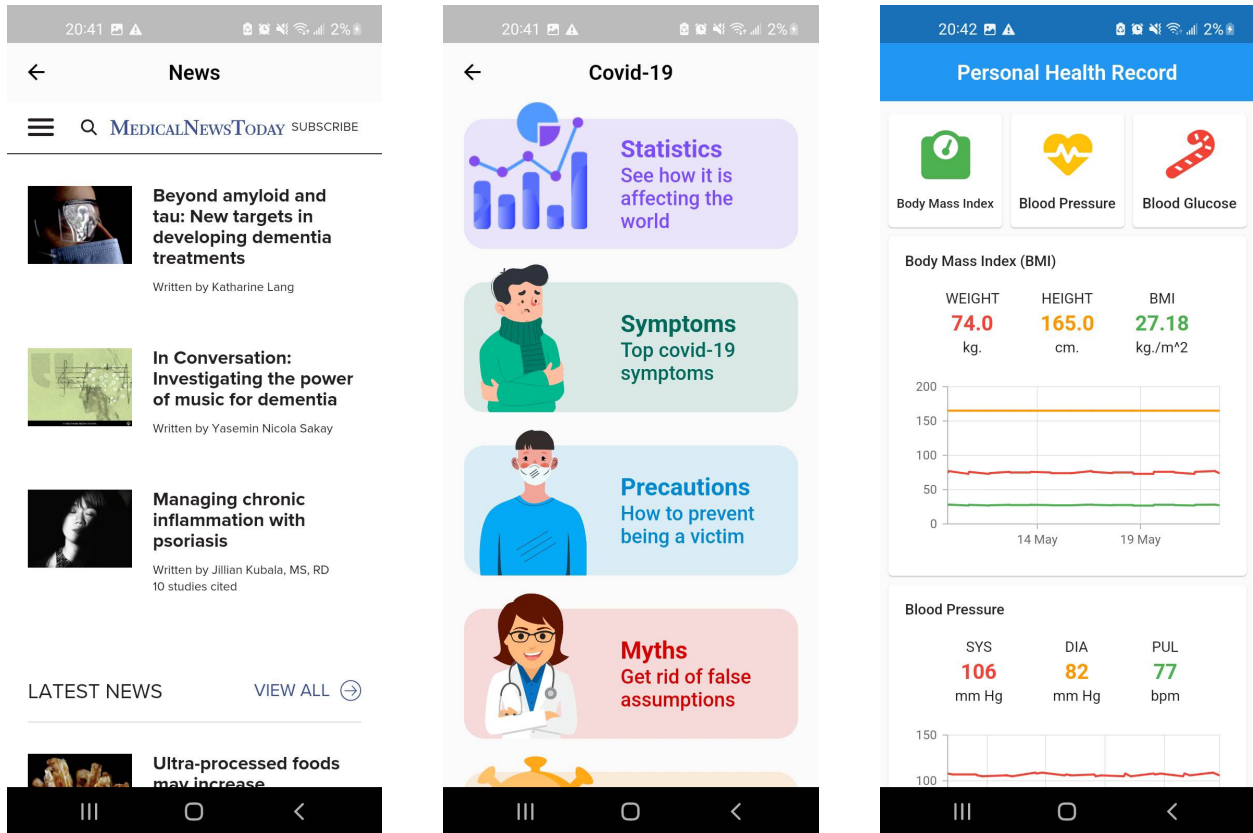 20:41
2%
News
MEDICALNEWSTODAY
SUBSCRIBE
Beyond amyloid and
tau: New targets in
developing dementia
treatments
Written by Katharine Lang
In Conversation:
Investigating the power
of music for dementia
Written by Yasemin Nicola Sakay
Managing chronic
inflammation with
psoriasis
Written by Jillian Kubala, MS, RD
10 studies cited
LATEST NEWS
VIEW ALL
Ultra-processed foods
may increase
20:41
2%
Covid-19
Statistics
See how it is
affecting the
world
Symptoms
Top covid-19
symptoms
Precautions
How to prevent
being a victim
Myths
Get rid of false
assumptions
20:42
2%
Personal Health Record
Body Mass Index
Blood Pressure
Blood Glucose
Body Mass Index (BMI)
WEIGHT HEIGHT BMI
74.0 165.0 27.18
kg. cm. kg./m^2
200
150
100
50
0
14 May 19 May
Blood Pressure
SYS DIA PUL
106 82 77
mm Hg mm Hg bpm
150
100